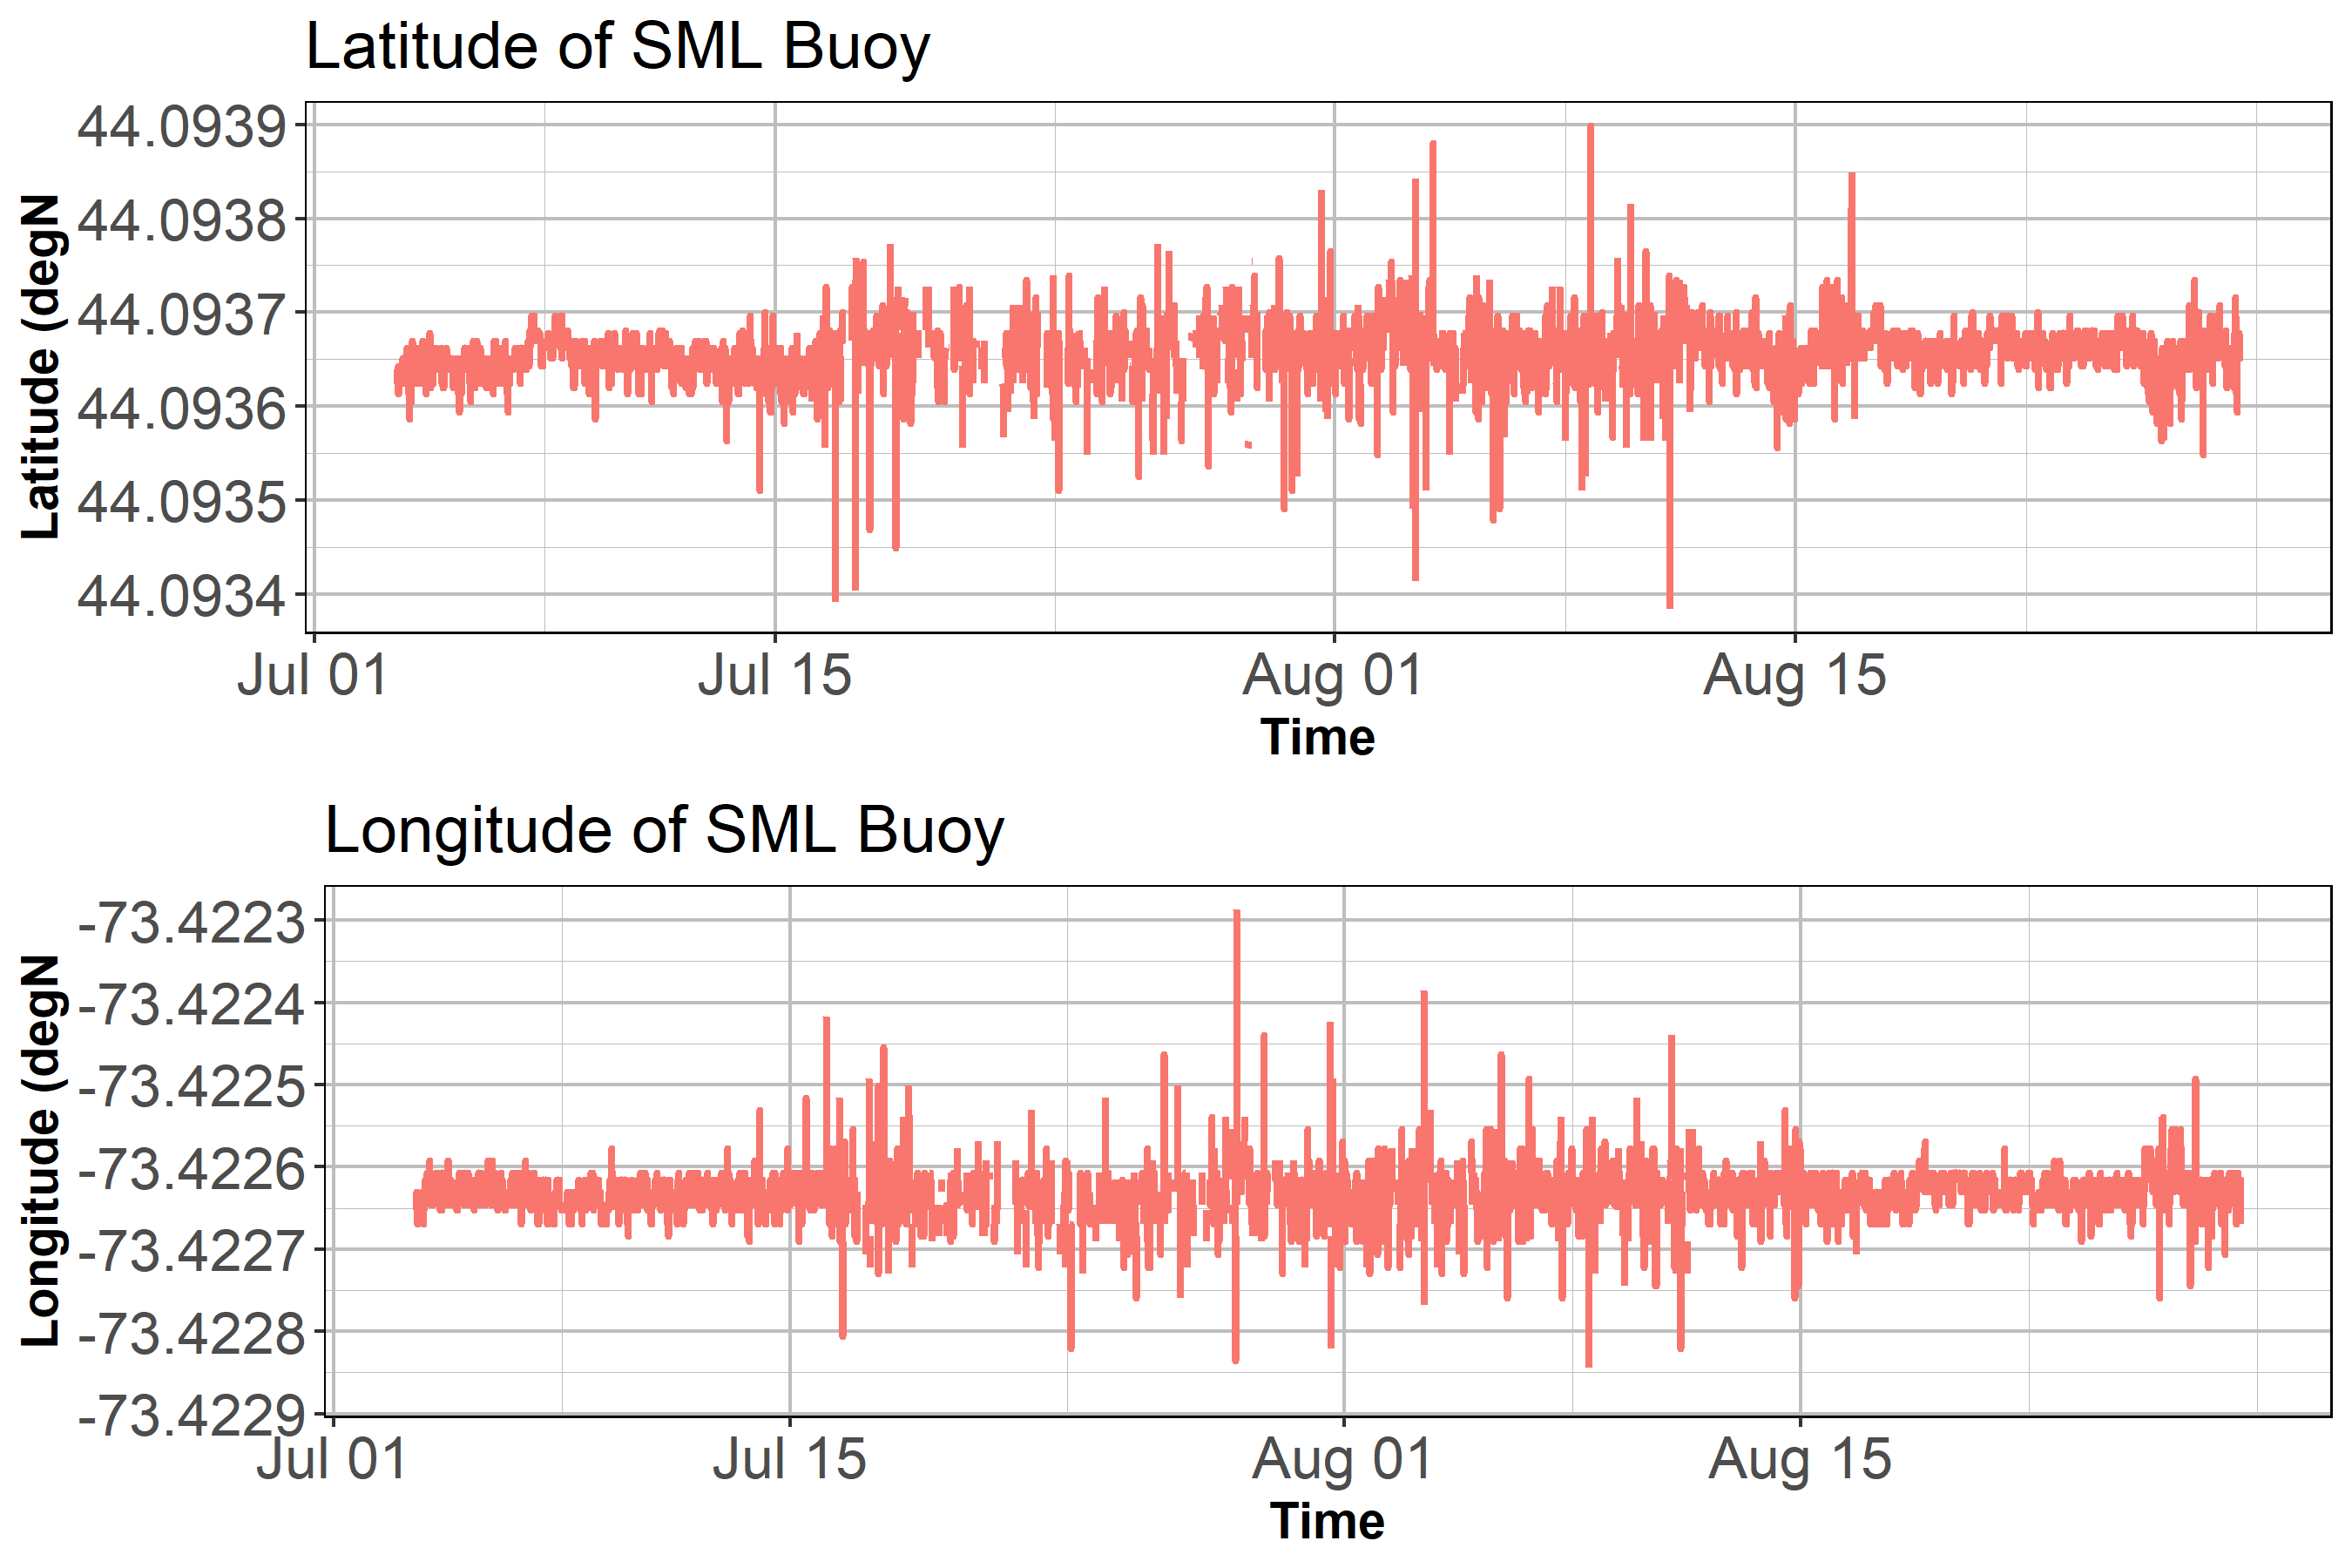 Latitude of SML Buoy
44.0939
44.0938
44.0937
44.0936
44.0935
44.0934
Latitude (degN
Jul 01 Jul 15 Aug 01 Aug 15
Time
Longitude of SML Buoy
-73.4223
-73.4224
-73.4225
-73.4226
-73.4227
-73.4228
-73.4229
Longitude (degN
Jul 01 Jul 15 Aug 01 Aug 15
Time